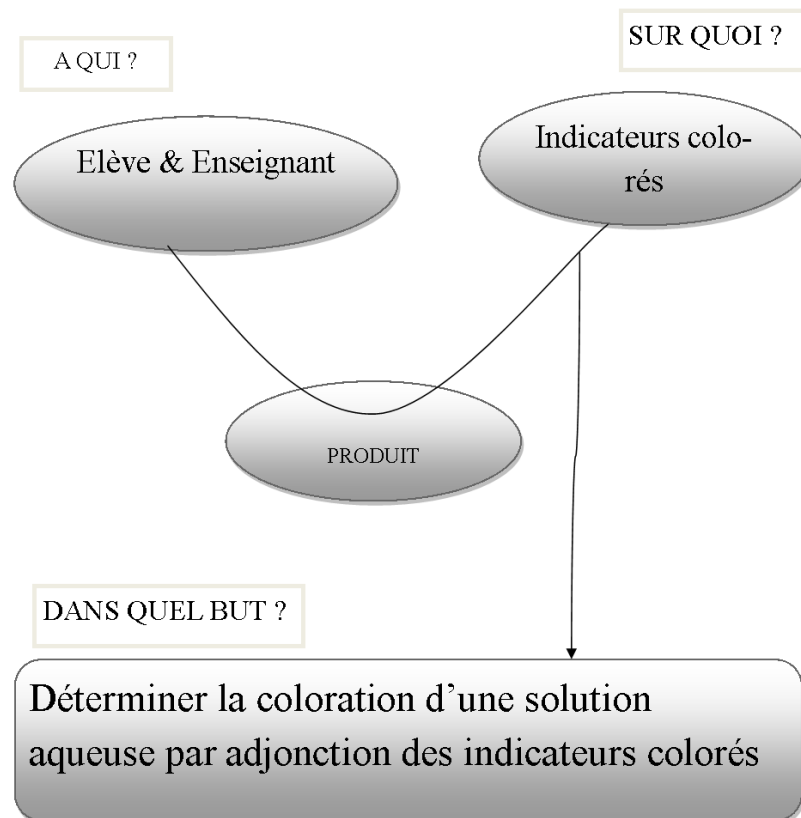 A QUI ?
SUR QUOI ?
Elève & Enseignant
Indicateurs colo-
rés
PRODUIT
DANS QUEL BUT ?
Déterminer la coloration d’une solution
aqueuse par adjonction des indicateurs colorés